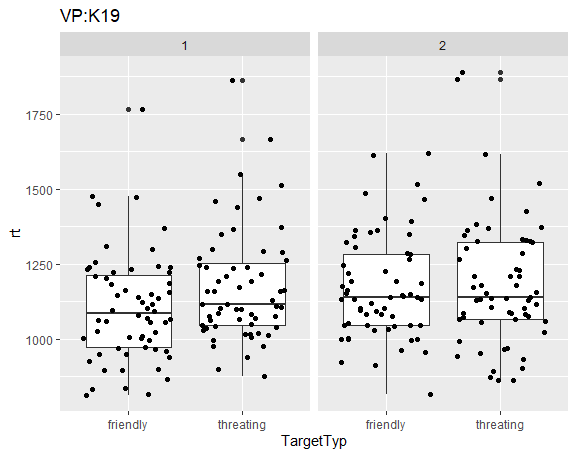 VP:K19
1
2
rt
1750
1500
1250
1000
friendly
threating
friendly
threating
TargetTyp